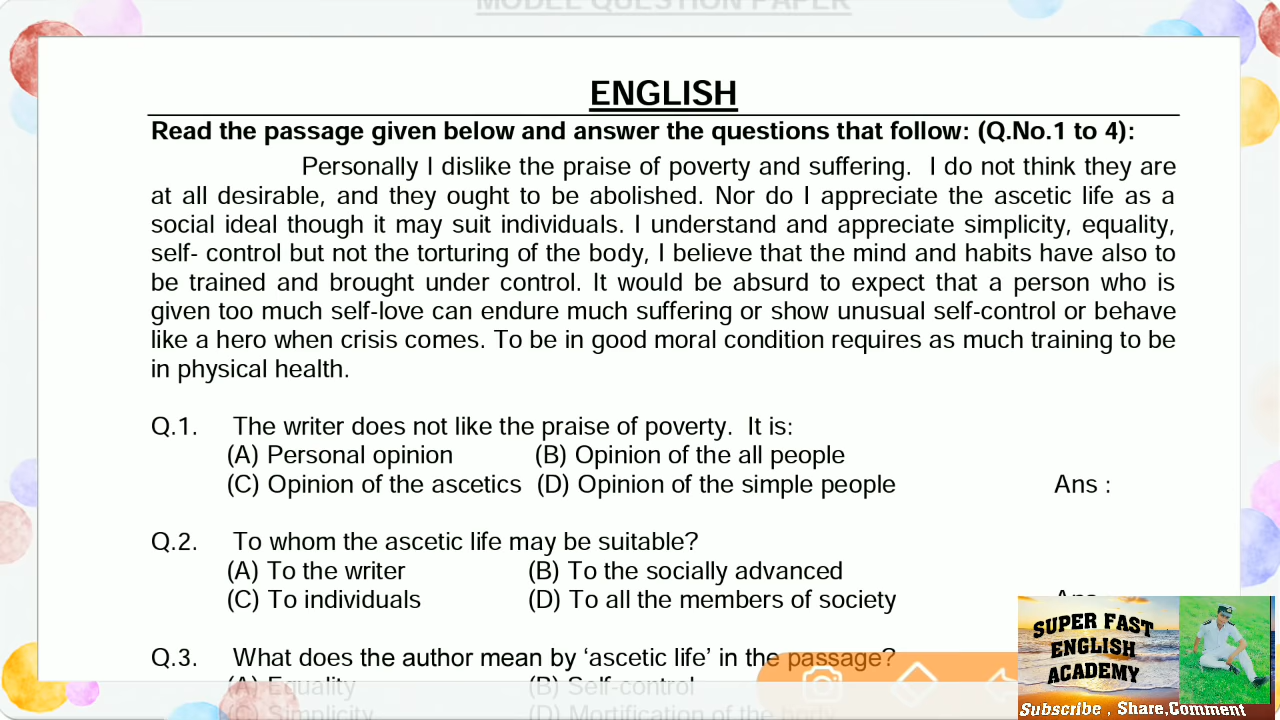 MODEL QUESTION PAPER
ENGLISH
Read the passage given below and answer the questions that follow: (Q.No.1 to 4):
Personally I dislike the praise of poverty and suffering. I do not think they are
at all desirable, and they ought to be abolished. Nor do I appreciate the ascetic life as a
social ideal though it may suit individuals. I understand and appreciate simplicity, equality,
self- control but not the torturing of the body, I believe that the mind and habits have also to
be trained and brought under control. It would be absurd to expect that a person who is
given too much self-love can endure much suffering or show unusual self-control or behave
like a hero when crisis comes. To be in good moral condition requires as much training to be
in physical health.
Q.1. The writer does not like the praise of poverty. It is:
(A) Personal opinion (B) Opinion of the all people
(C) Opinion of the ascetics (D) Opinion of the simple people Ans :
Q.2. To whom the ascetic life may be suitable?
(A) To the writer (B) To the socially advanced
(C) To individuals (D) To all the members of society Ans
Q.3. What does the author mean by ‘ascetic life’ in the passage?
(A) Equality (B) Self-control
(C) Simplicity (D) Mortification of the body
SUPER FAST
ENGLISH
ACADEMY
Subscribe , Share,Comment